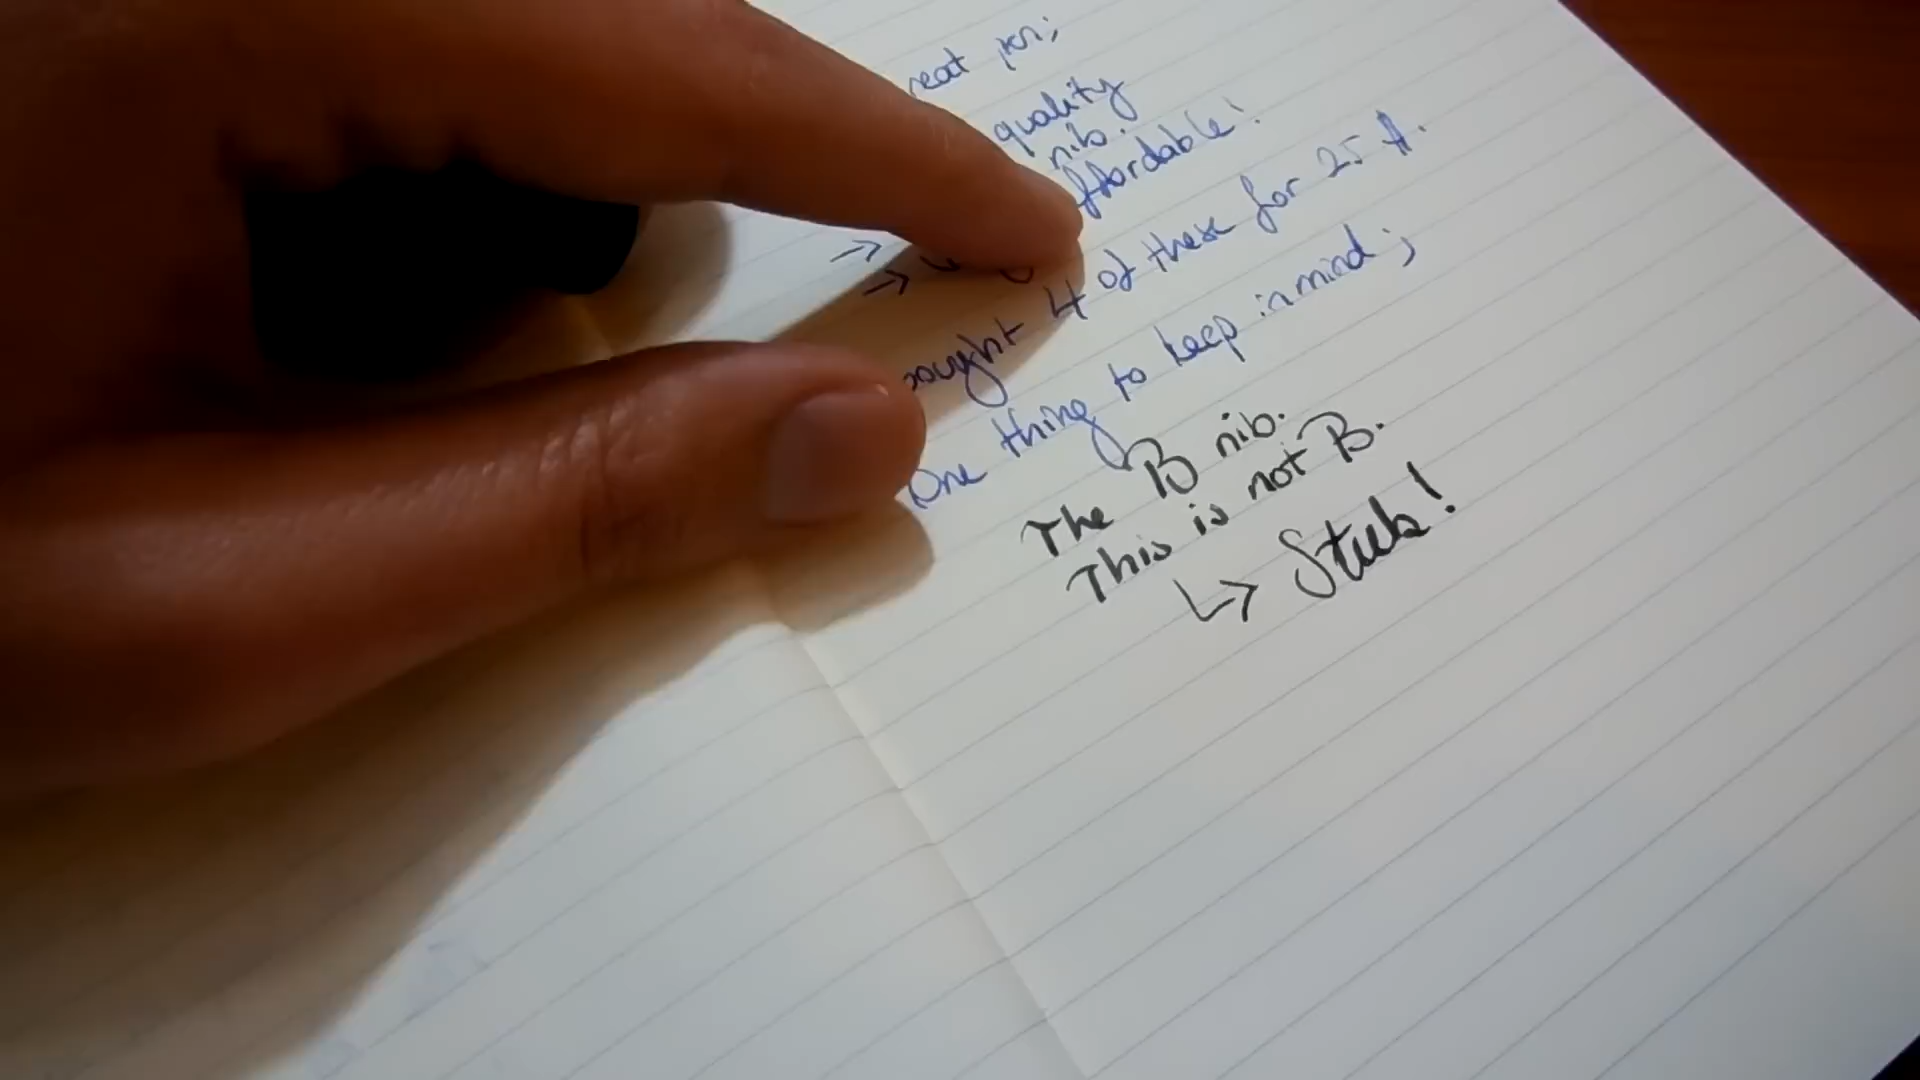 pen;
quality
nib.
→ ffordable!
→
ought 4 of these for 25 $.
One thing to keep in mind;
The B nib.
This is not B.
↳ Stub!